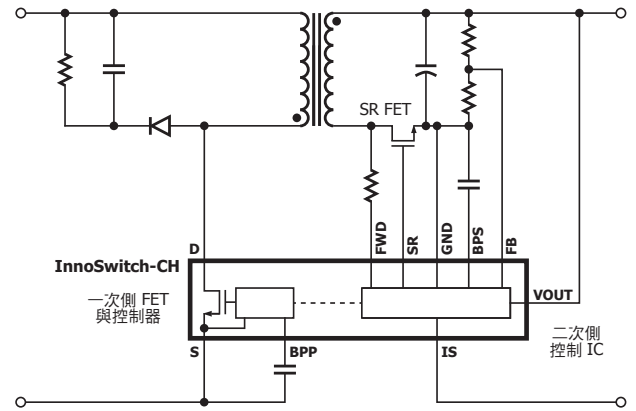 SR FET
D
FWD
SR
GND
BPS
FB
InnoSwitch-CH
一次側 FET
與控制器
VOUT
二次側
控制 IC
S
BPP
IS